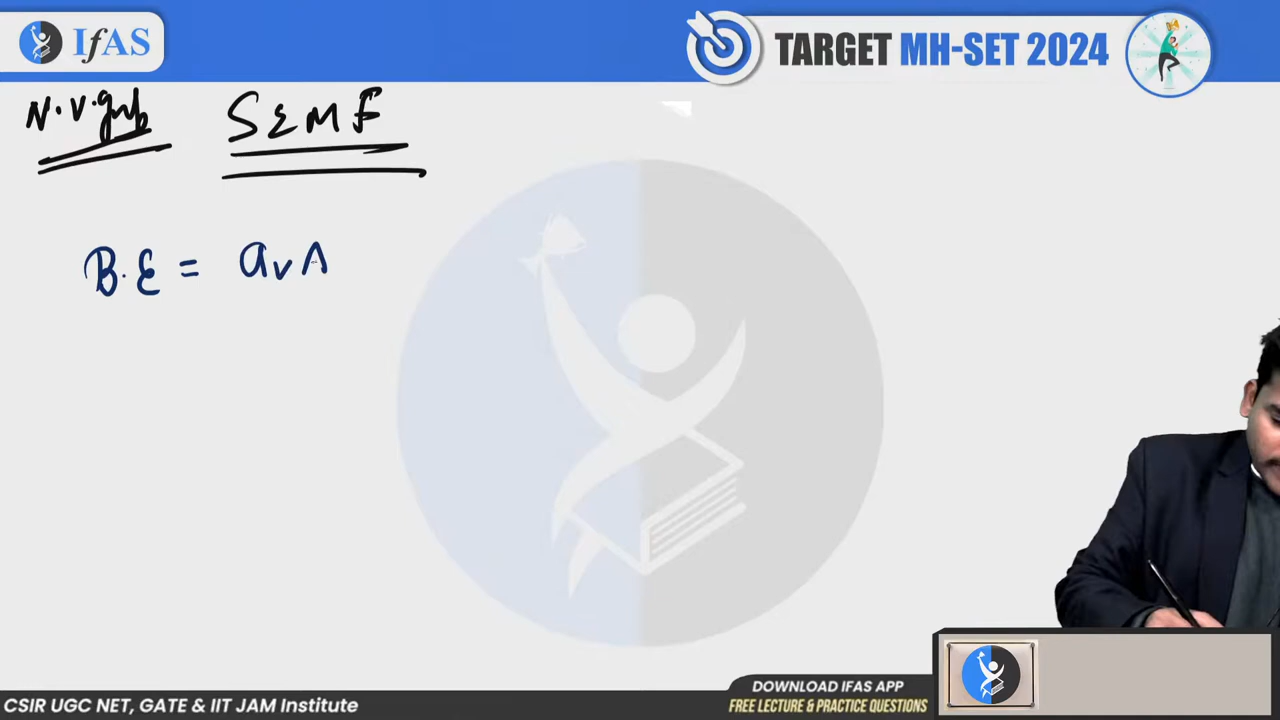 IfAS
TARGET MH-SET 2024
N.V.Gub SEMF
B.E = avA
DOWNLOAD IFAS APP
FREE LECTURE & PRACTICE QUESTIONS
CSIR UGC NET, GATE & IIT JAM Institute